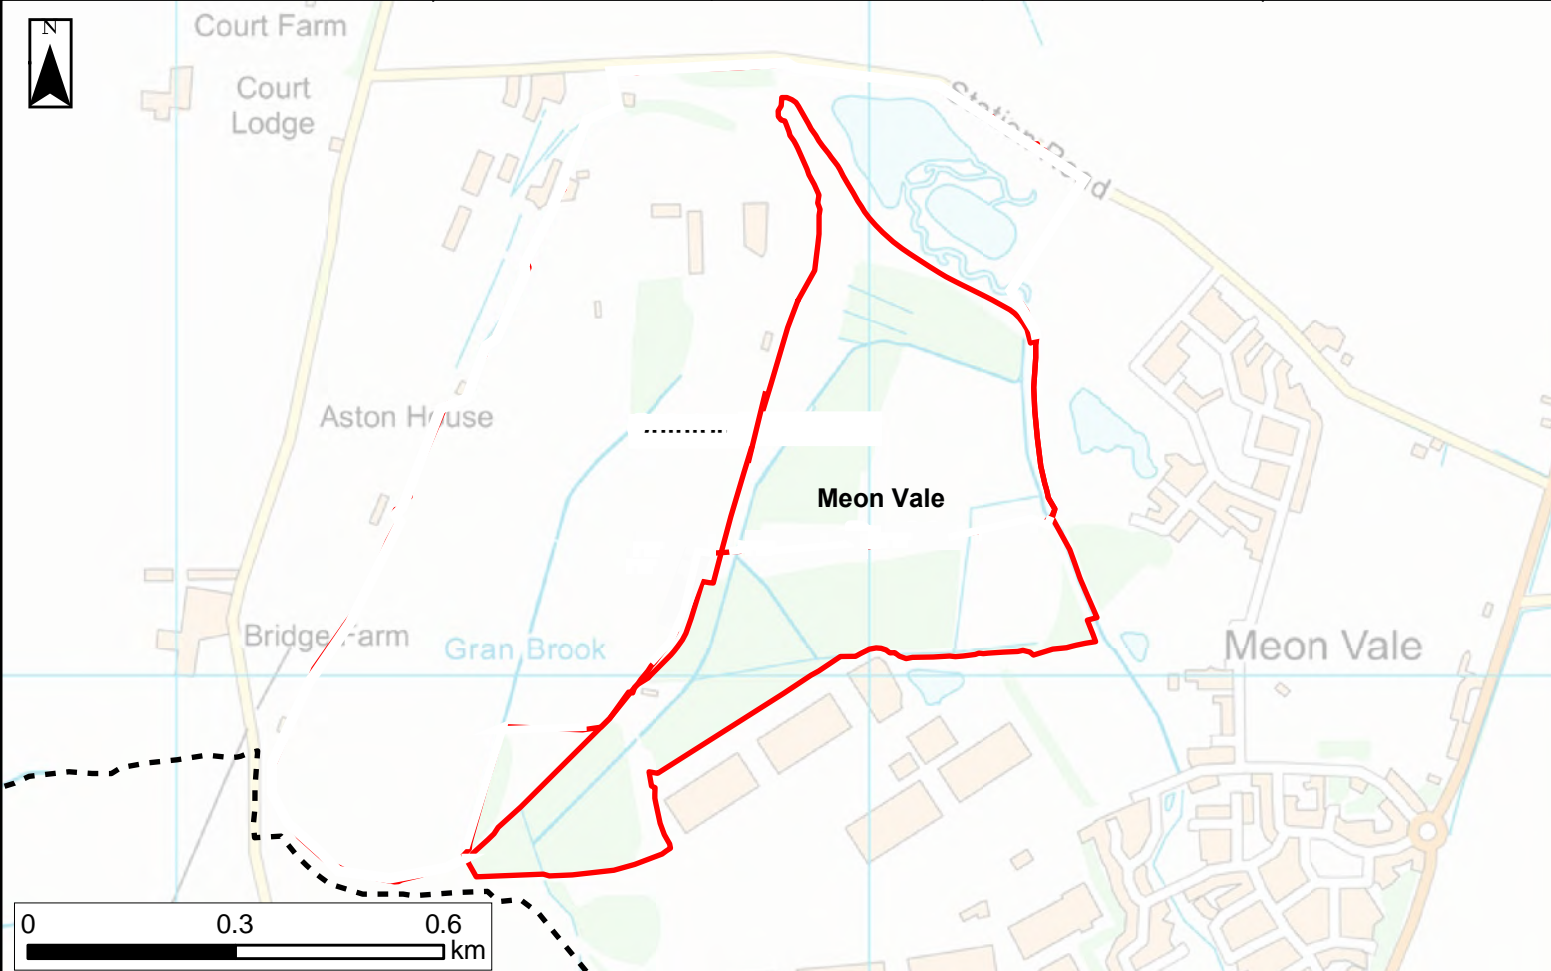 N
Court Farm
Court
Lodge
Station Road
Aston House
Meon Vale
Bridge Farm
Gran Brook
Meon Vale
0 0.3 0.6
km